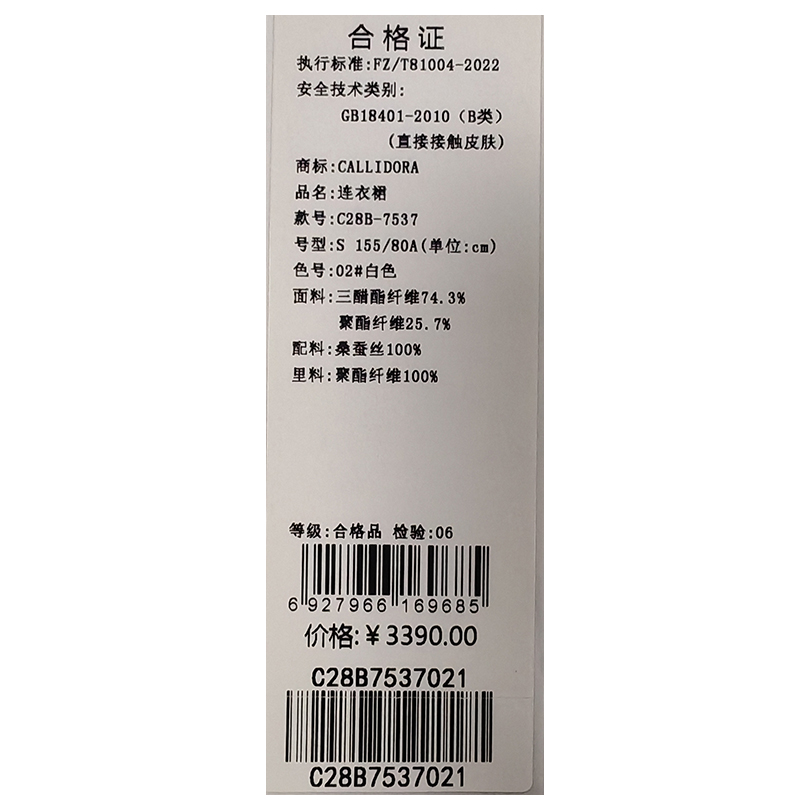 合格证
执行标准:FZ/T81004-2022
安全技术类别:
GB18401-2010（B类）
(直接接触皮肤)
商标:CALLIDORA
品名:连衣裙
款号:C28B-7537
号型:S 155/80A(单位:cm)
色号:02#白色
面料:三醋酯纤维74.3%
聚酯纤维25.7%
配料:桑蚕丝100%
里料:聚酯纤维100%
等级:合格品 检验:06
6 927966 169685
价格:￥3390.00
C28B7537021
C28B7537021